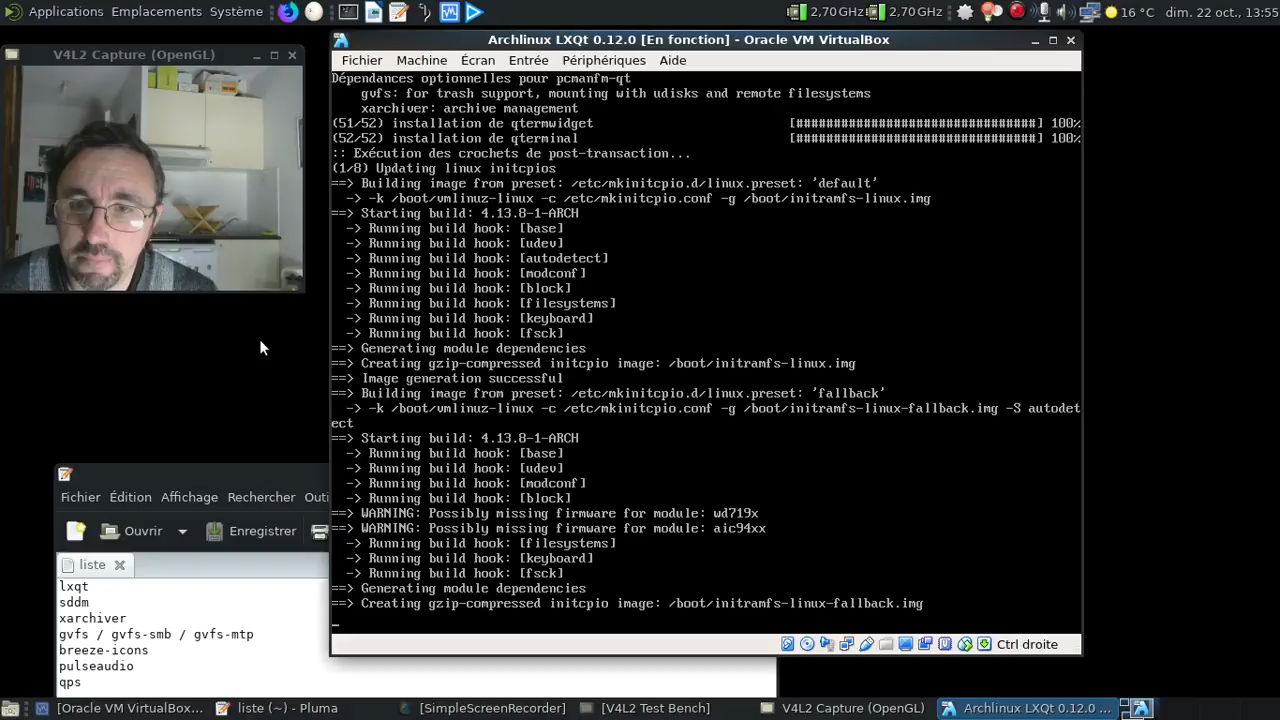 Applications Emplacements Système
2,70 GHz 2,70 GHz 16 °C dim. 22 oct., 13:55
V4L2 Capture (OpenGL)
Archlinux LXQt 0.12.0 [En fonction] - Oracle VM VirtualBox
Fichier Machine Écran Entrée Périphériques Aide
Dépendances optionnelles pour pcmanfm-qt
gvfs: for trash support, mounting with udisks and remote filesystems
xarchiver: archive management
(51/52) installation de qtermwidget [################################] 100%
(52/52) installation de qterminal [################################] 100%
:: Exécution des crochets de post-transaction...
(1/8) Updating linux initcpios
==> Building image from preset: /etc/mkinitcpio.d/linux.preset: 'default'
-> -k /boot/vmlinuz-linux -c /etc/mkinitcpio.conf -g /boot/initramfs-linux.img
==> Starting build: 4.13.8-1-ARCH
-> Running build hook: [base]
-> Running build hook: [udev]
-> Running build hook: [autodetect]
-> Running build hook: [modconf]
-> Running build hook: [block]
-> Running build hook: [filesystems]
-> Running build hook: [keyboard]
-> Running build hook: [fsck]
==> Generating module dependencies
==> Creating gzip-compressed initcpio image: /boot/initramfs-linux.img
==> Image generation successful
==> Building image from preset: /etc/mkinitcpio.d/linux.preset: 'fallback'
-> -k /boot/vmlinuz-linux -c /etc/mkinitcpio.conf -g /boot/initramfs-linux-fallback.img -S autodet
ect
==> Starting build: 4.13.8-1-ARCH
-> Running build hook: [base]
-> Running build hook: [udev]
-> Running build hook: [modconf]
-> Running build hook: [block]
==> WARNING: Possibly missing firmware for module: wd719x
==> WARNING: Possibly missing firmware for module: aic94xx
-> Running build hook: [filesystems]
-> Running build hook: [keyboard]
-> Running build hook: [fsck]
==> Generating module dependencies
==> Creating gzip-compressed initcpio image: /boot/initramfs-linux-fallback.img
Ctrl droite
Fichier Édition Affichage Rechercher Outi
Ouvrir Enregistrer
liste
lxqt
sddm
xarchiver
gvfs / gvfs-smb / gvfs-mtp
breeze-icons
pulseaudio
qps
[Oracle VM VirtualBox... liste (~) - Pluma [SimpleScreenRecorder] [V4L2 Test Bench] V4L2 Capture (OpenGL) Archlinux LXQt 0.12.0 ...